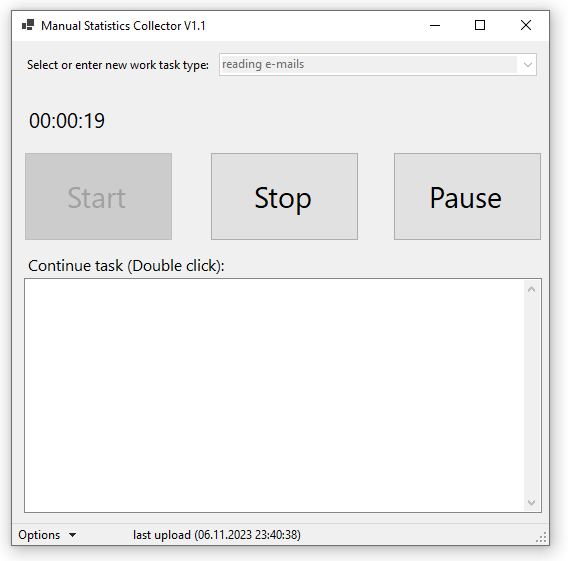 Manual Statistics Collector V1.1
Select or enter new work task type: reading e-mails
00:00:19
Start Stop Pause
Continue task (Double click):
Options last upload (06.11.2023 23:40:38)